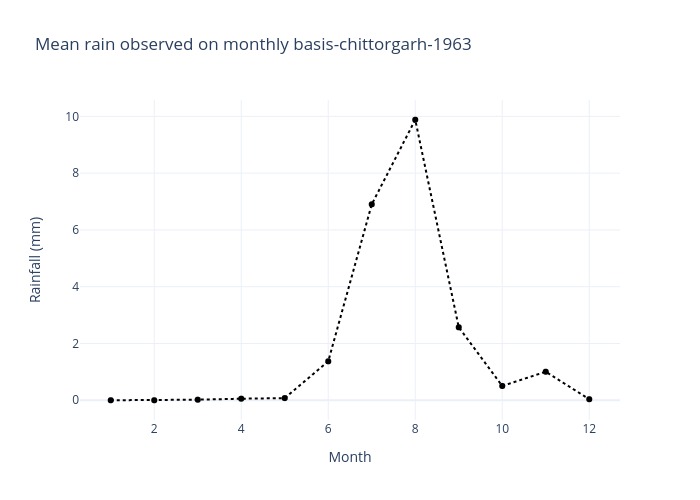 Mean rain observed on monthly basis-chittorgarh-1963
10
8
6
4
2
0
Rainfall (mm)
2 4 6 8 10 12
Month